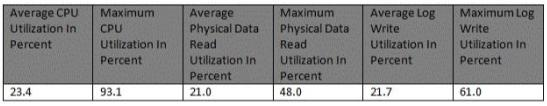 Average CPU
Utilization In
Percent
Maximum
CPU
Utilization In
Percent
Average
Physical Data
Read
Utilization In
Percent
Maximum
Physical Data
Read
Utilization In
Percent
Average Log
Write
Utilization In
Percent
Maximum Log
Write
Utilization In
Percent
23.4
93.1
21.0
48.0
21.7
61.0